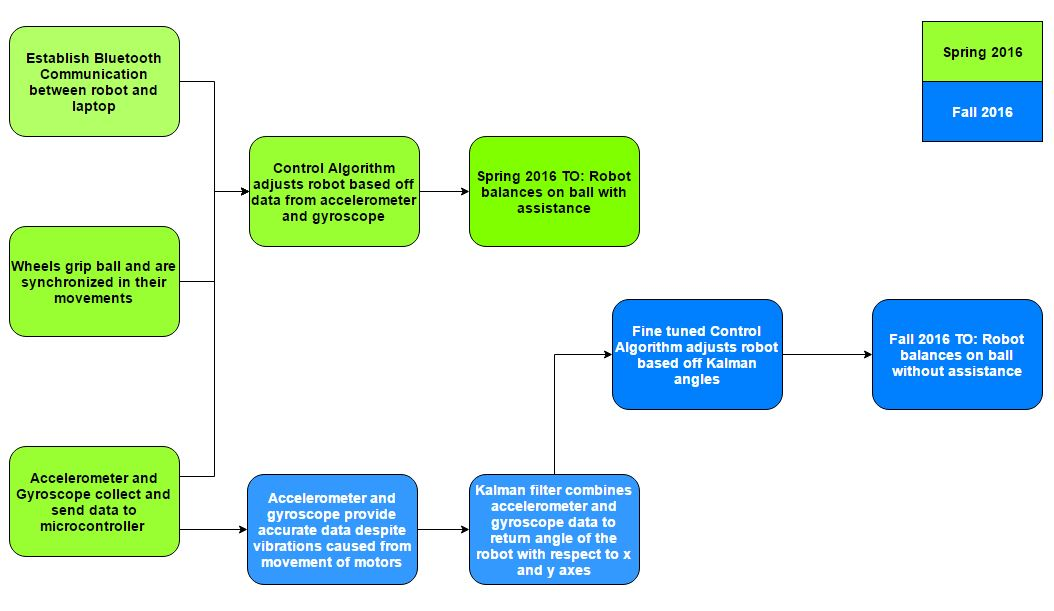 Establish Bluetooth
Communication
between robot and
laptop
Spring 2016
Fall 2016
Control Algorithm
adjusts robot based off
data from accelerometer
and gyroscope
Spring 2016 TO: Robot
balances on ball with
assistance
Wheels grip ball and are
synchronized in their
movements
Fine tuned Control
Algorithm adjusts robot
based off Kalman
angles
Fall 2016 TO: Robot
balances on ball
without assistance
Accelerometer and
Gyroscope collect and
send data to
microcontroller
Accelerometer and
gyroscope provide
accurate data despite
vibrations caused from
movement of motors
Kalman filter combines
accelerometer and
gyroscope data to
return angle of the
robot with respect to x
and y axes